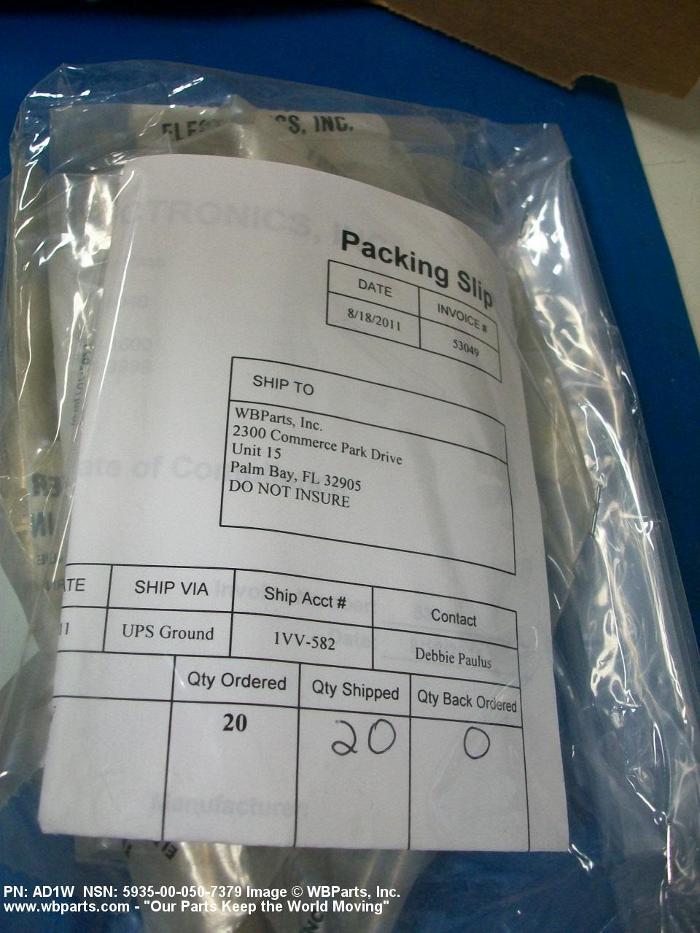 S, INC.
Packing Slip
DATE INVOICE #
8/18/2011 53049
SHIP TO
WBParts, Inc.
2300 Commerce Park Drive
Unit 15
Palm Bay, FL 32905
DO NOT INSURE
SHIP VIA Ship Acct # Contact
UPS Ground 1VV-582 Debbie Paulus
Qty Ordered Qty Shipped Qty Back Ordered
20 20 0
PN: AD1W NSN: 5935-00-050-7379 Image © WBParts, Inc.
www.wbparts.com - "Our Parts Keep the World Moving"